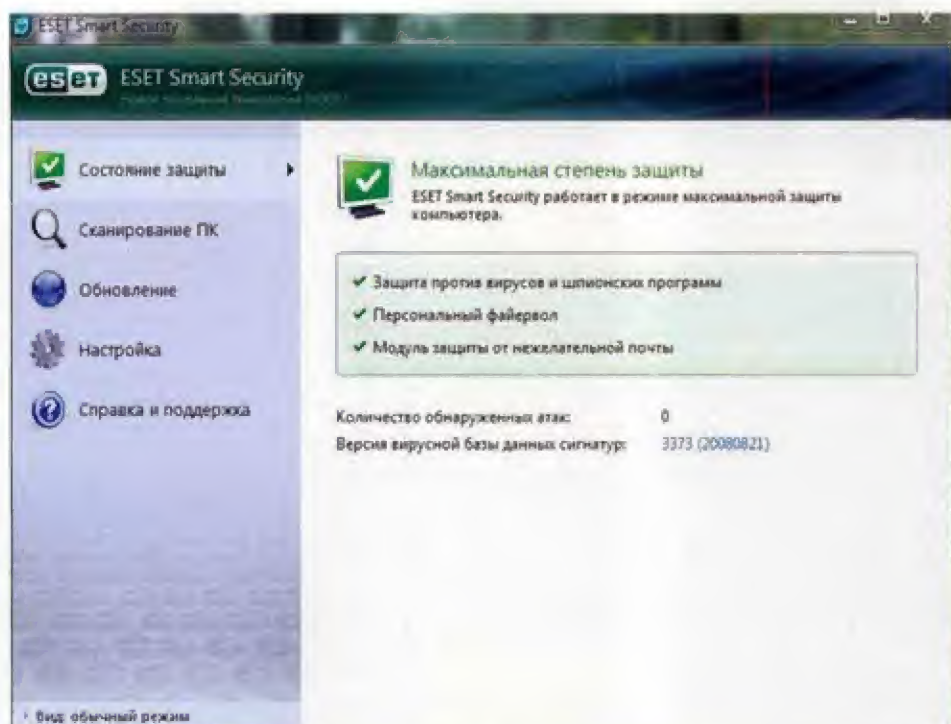 ESET Smart Security
eset ESET Smart Security
Состояние защиты
Сканирование ПК
Обновление
Настройка
Справка и поддержка
Вид: обычный режим
Максимальная степень защиты
ESET Smart Security работает в режиме максимальной защиты
компьютера.
Защита против вирусов и шпионских программ
Персональный файервол
Модуль защиты от нежелательной почты
Количество обнаруженных атак: 0
Версия вирусной базы данных сигнатур: 3373 (20080821)